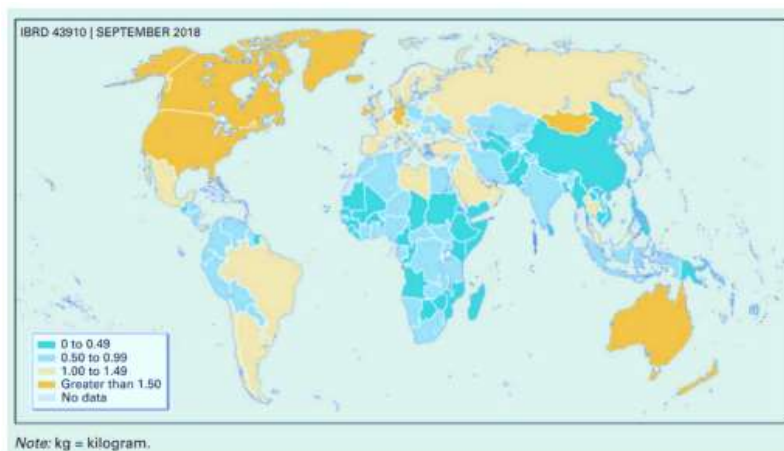 IBRD 43910 | SEPTEMBER 2018
0 to 0.49
0.50 to 0.99
1.00 to 1.49
Greater than 1.50
No data
Note: kg = kilogram.